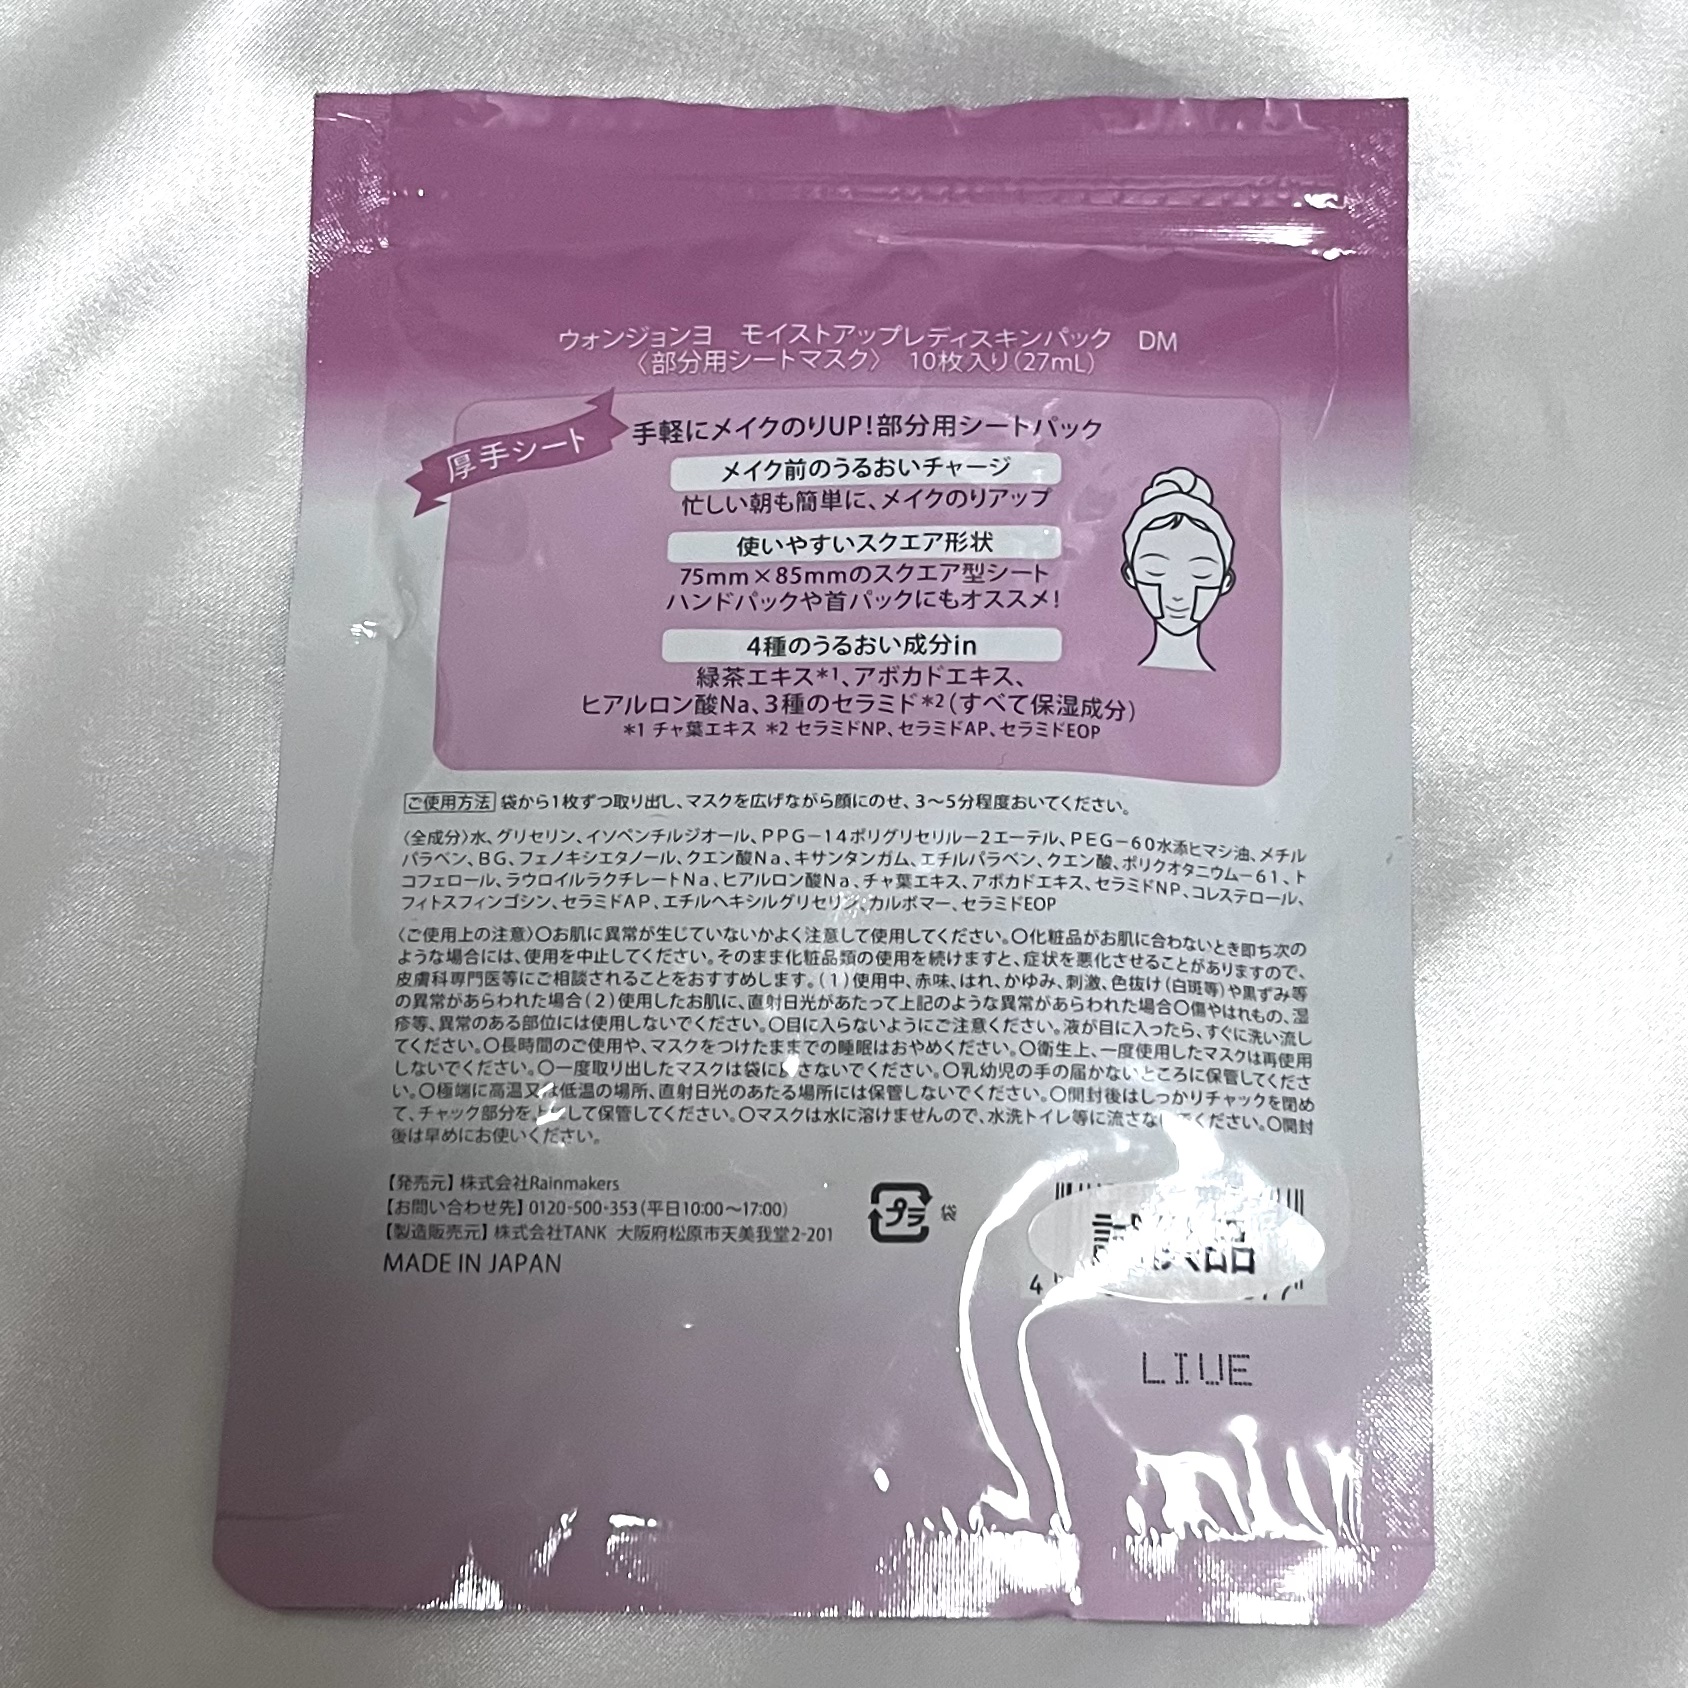 ウォンジョンヨ　モイストアップレディスキンパック　DM
〈部分用シートマスク〉　10枚入り(27mL)
厚手シート
手軽にメイクのりUP!部分用シートパック
メイク前のうるおいチャージ
忙しい朝も簡単に、メイクのりアップ
使いやすいスクエア形状
75mm×85mmのスクエア型シート
ハンドパックや首パックにもオススメ!
4種のうるおい成分in
緑茶エキス*1、アボカドエキス、
ヒアルロン酸Na、3種のセラミド*2(すべて保湿成分)
*1 チャ葉エキス *2 セラミドNP、セラミドAP、セラミドEOP
ご使用方法 袋から1枚ずつ取り出し、マスクを広げながら顔にのせ、3～5分程度おいてください。
〈全成分〉水、グリセリン、イソペンチルジオール、PPG－14ポリグリセリル－2エーテル、PEG－60水添ヒマシ油、メチル
パラベン、BG、フェノキシエタノール、クエン酸Na、キサンタンガム、エチルパラベン、クエン酸、ポリクオタニウム－61、ト
コフェロール、ラウロイルラクチレートNa、ヒアルロン酸Na、チャ葉エキス、アボカドエキス、セラミドNP、コレステロール、
フィトスフィンゴシン、セラミドAP、エチルヘキシルグリセリン、カルボマー、セラミドEOP
〈ご使用上の注意〉〇お肌に異常が生じていないかよく注意して使用してください。〇化粧品がお肌に合わないとき即ち次の
ような場合には、使用を中止してください。そのまま化粧品類の使用を続けますと、症状を悪化させることがありますので、
皮膚科専門医等にご相談されることをおすすめします。(1)使用中、赤味、はれ、かゆみ、刺激、色抜け(白斑等)や黒ずみ等
の異常があらわれた場合(2)使用したお肌に、直射日光があたって上記のような異常があらわれた場合〇傷やはれもの、湿
疹等、異常のある部位には使用しないでください。〇目に入らないようにご注意ください。液が目に入ったら、すぐに洗い流し
てください。〇長時間のご使用や、マスクをつけたままでの睡眠はおやめください。〇衛生上、一度使用したマスクは再使用
しないでください。〇一度取り出したマスクは袋に さないでください。〇乳幼児の手の届かないところに保管してくださ
い。〇極端に高温又は低温の場所、直射日光のあたる場所には保管しないでください。〇開封後はしっかりチャックを閉め
て、チャック部分を上にして保管してください。〇マスクは水に溶けませんので、水洗トイレ等に流さないでください。〇開封
後は早めにお使いください。
【発売元】株式会社Rainmakers
【お問い合わせ先】0120-500-353(平日10:00～17:00)
【製造販売元】株式会社TANK 大阪府松原市天美我堂2-201
MADE IN JAPAN
プラ 袋
4
LIUE